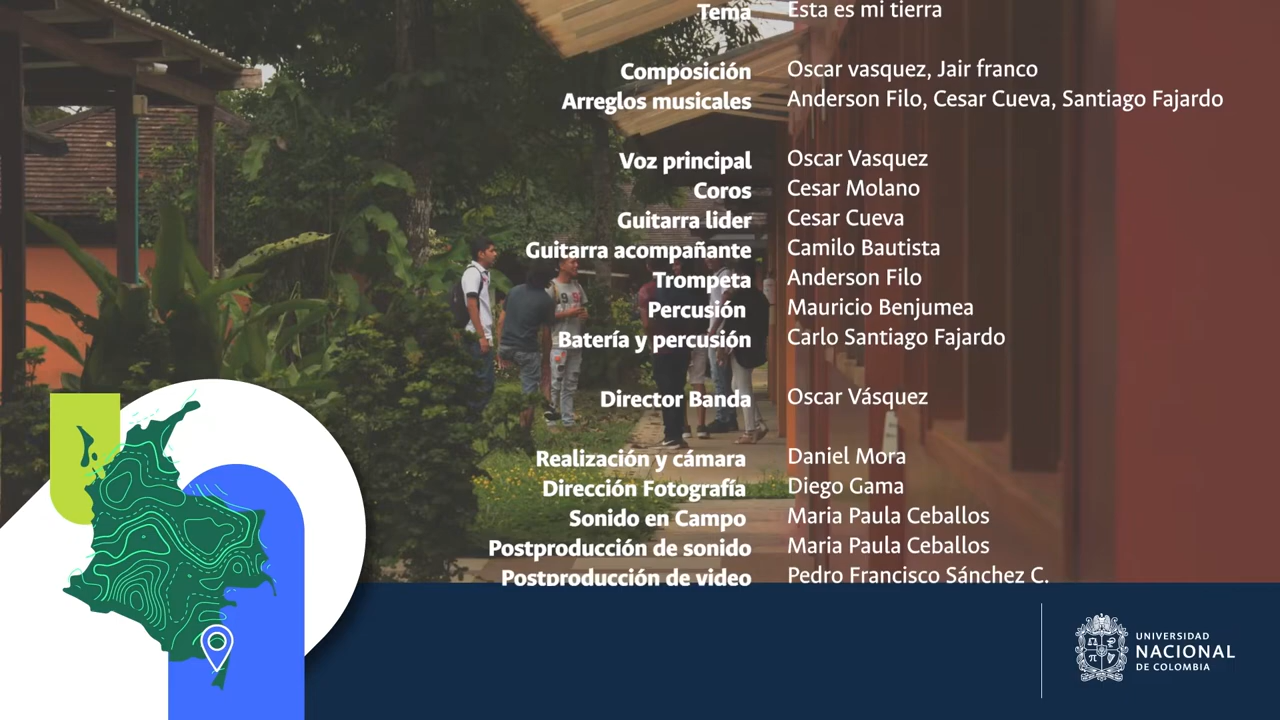 Tema Esta es mi tierra
Composición Oscar vasquez, Jair franco
Arreglos musicales Anderson Filo, Cesar Cueva, Santiago Fajardo
Voz principal Oscar Vasquez
Coros Cesar Molano
Guitarra lider Cesar Cueva
Guitarra acompañante Camilo Bautista
Trompeta Anderson Filo
Percusión Mauricio Benjumea
Batería y percusión Carlo Santiago Fajardo
Director Banda Oscar Vásquez
Realización y cámara Daniel Mora
Dirección Fotografía Diego Gama
Sonido en Campo Maria Paula Ceballos
Postproducción de sonido Maria Paula Ceballos
Postproducción de video Pedro Francisco Sánchez C.
UNIVERSIDAD
NACIONAL
DE COLOMBIA